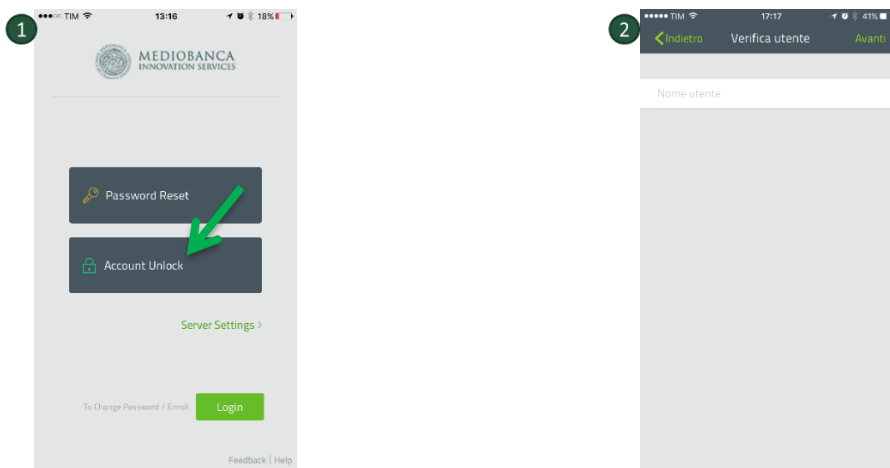 1
TIM 13:16 18%
MEDIOBANCA
INNOVATION SERVICES
Password Reset
Account Unlock
Server Settings >
To Change Password / Enroll Login
Feedback | Help
2
TIM 17:17 41%
Indietro Verifica utente Avanti
Nome utente